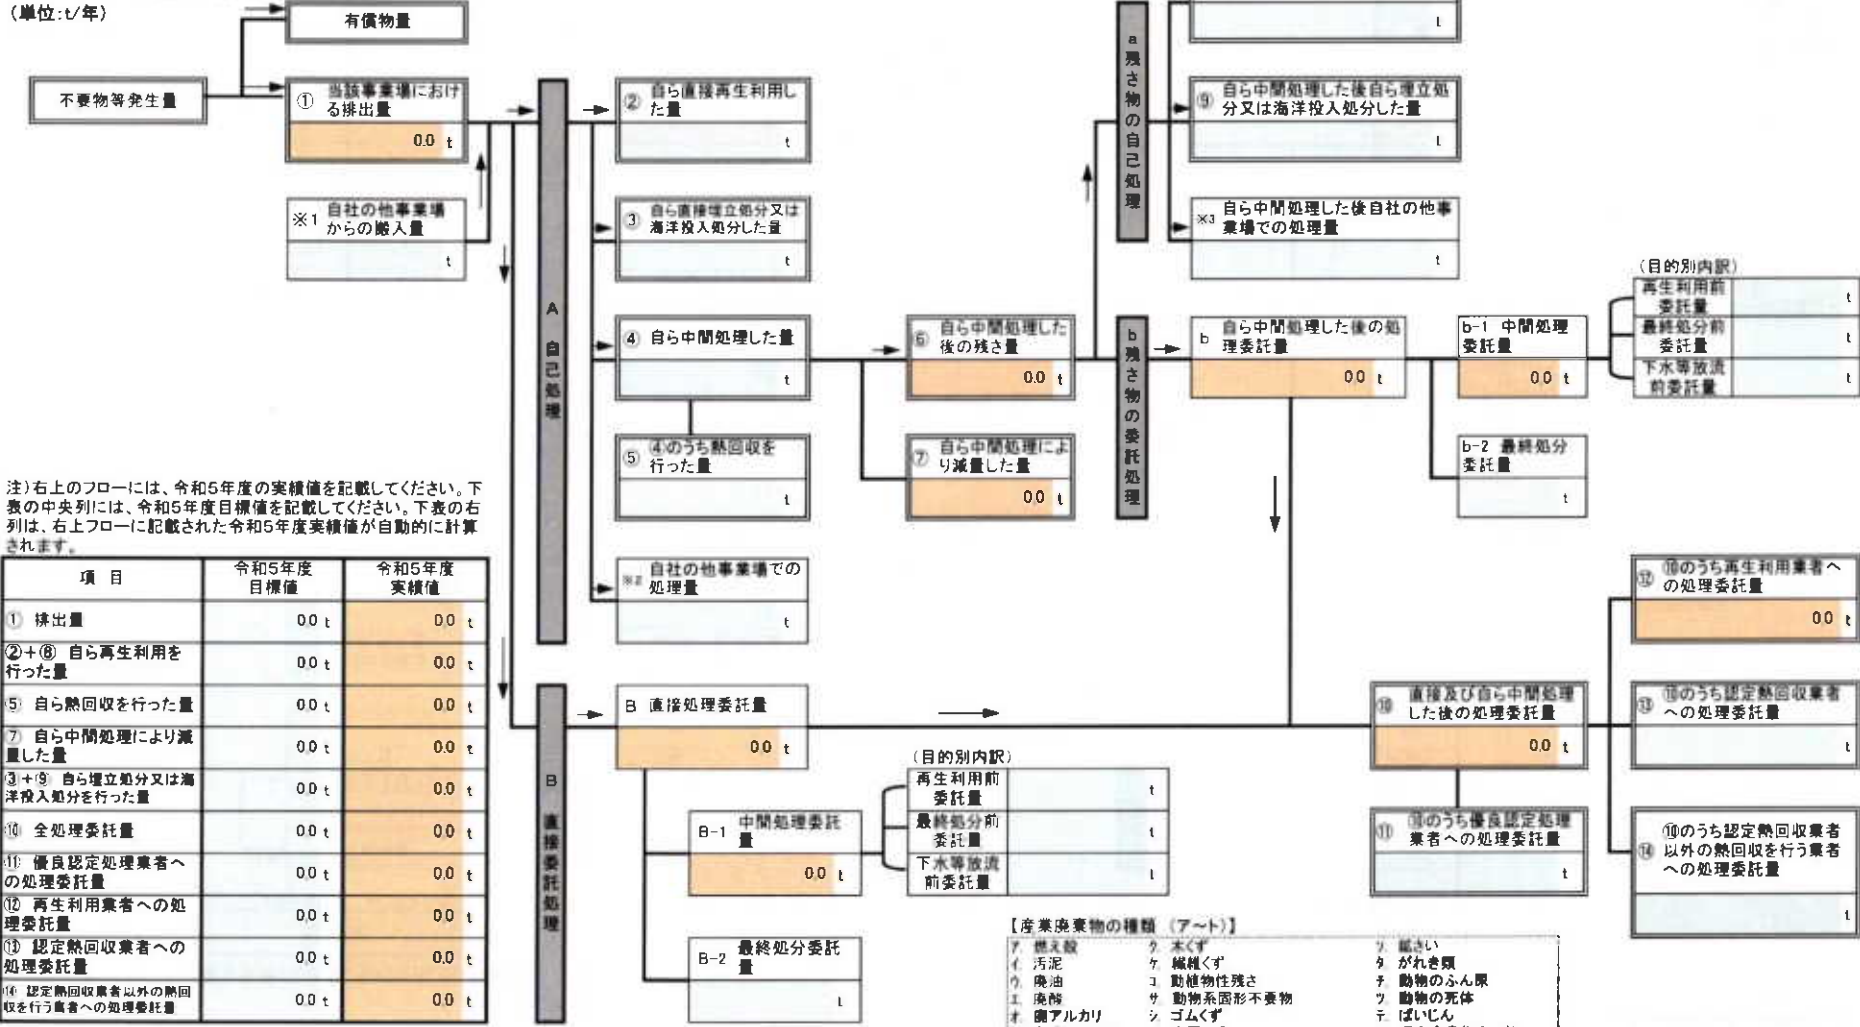 (単位:t/年)
有償物量
不要物等発生量
① 当該事業場におけ
る排出量
0.0 t
※1 自社の他事業場
からの搬入量
t
A 自己処理
② 自ら直接再生利用し
た量
t
③ 自ら直接埋立処分又は
海洋投入処分した量
t
④ 自ら中間処理した量
t
⑤ ④のうち熱回収を
行った量
t
※2 自社の他事業場での
処理量
t
⑥ 自ら中間処理した
後の残さ量
0.0 t
⑦ 自ら中間処理によ
り減量した量
0.0 t
a 残さ物の自己処理
t
⑨ 自ら中間処理した後自ら埋立処
分又は海洋投入処分した量
t
※3 自ら中間処理した後自社の他事
業場での処理量
t
b 残さ物の委託処理
b 自ら中間処理した後の処
理委託量
0.0 t
b-1 中間処理
委託量
0.0 t
(目的別内訳)
再生利用前
委託量
t
最終処分前
委託量
t
下水等放流
前委託量
t
b-2 最終処分
委託量
t
注)右上のフローには、令和5年度の実績値を記載してください。下
表の中央列には、令和5年度目標値を記載してください。下表の右
列は、右上フローに記載された令和5年度実績値が自動的に計算
されます。
項 目 令和5年度 令和5年度
目標値 実績値
① 排出量 0.0 t 0.0 t
②+⑧ 自ら再生利用を
行った量 0.0 t 0.0 t
⑤ 自ら熱回収を行った量 0.0 t 0.0 t
⑦ 自ら中間処理により減
量した量 0.0 t 0.0 t
③+⑨ 自ら埋立処分又は海
洋投入処分を行った量 0.0 t 0.0 t
⑩ 全処理委託量 0.0 t 0.0 t
⑪ 優良認定処理業者へ
の処理委託量 0.0 t 0.0 t
⑫ 再生利用業者への処
理委託量 0.0 t 0.0 t
⑬ 認定熱回収業者への
処理委託量 0.0 t 0.0 t
⑭ 認定熱回収業者以外の熱回
収を行う業者への処理委託量 0.0 t 0.0 t
B 直接委託処理
B 直接処理委託量
0.0 t
B-1 中間処理委託
量
0.0 t
(目的別内訳)
再生利用前
委託量
t
最終処分前
委託量
t
下水等放流
前委託量
t
B-2 最終処分委託
量
t
⑩ 直接及び自ら中間処理
した後の処理委託量
0.0 t
⑪ ⑩のうち優良認定処理
業者への処理委託量
t
⑫ ⑩のうち再生利用業者へ
の処理委託量
0.0 t
⑬ ⑩のうち認定熱回収業者
への処理委託量
t
⑭ ⑩のうち認定熱回収業者
以外の熱回収を行う業者
への処理委託量
t
【産業廃棄物の種類 (ア~ト)】
ア. 燃え殻 ク. 木くず ソ. 鉱さい
イ. 汚泥 ケ. 繊維くず タ. がれき類
ウ. 廃油 コ. 動植物性残さ チ. 動物のふん尿
エ. 廃酸 サ. 動物系固形不要物 ツ. 動物の死体
オ. 廃アルカリ シ. ゴムくず テ. ばいじん